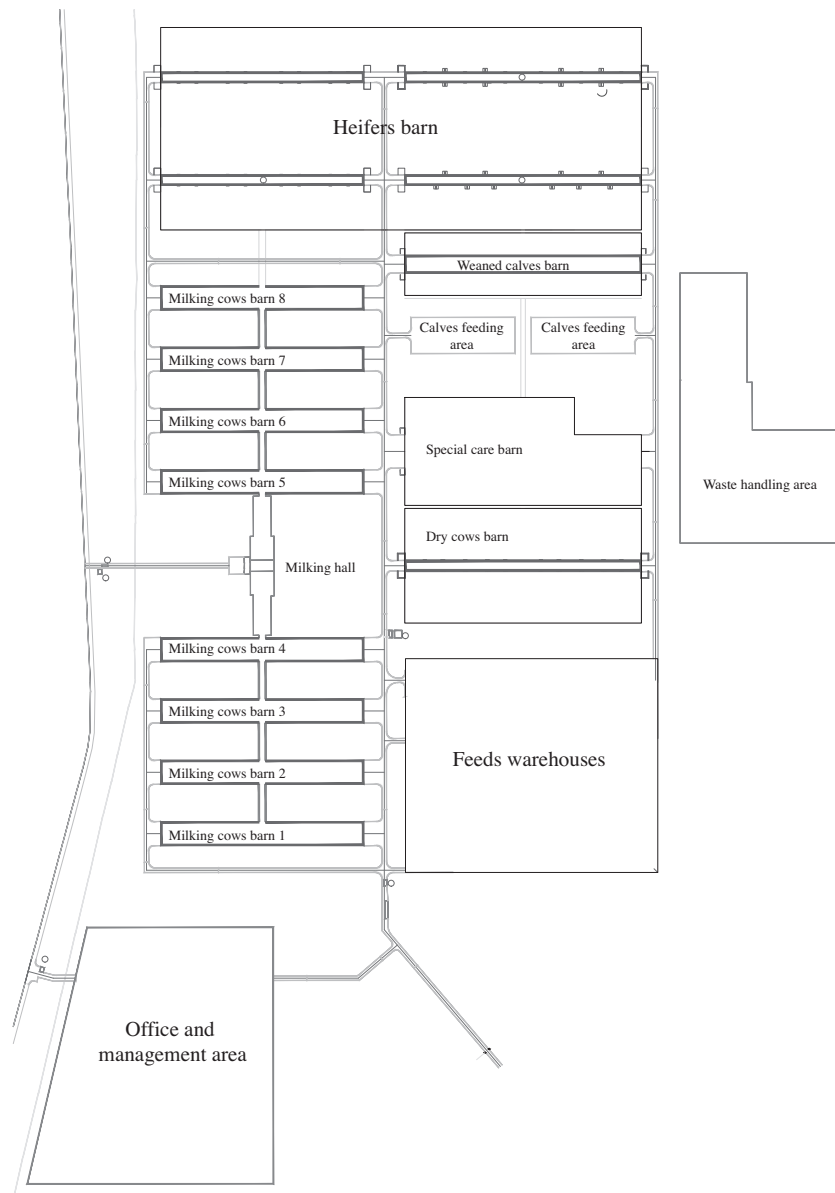 Heifers barn
Weaned calves barn
Milking cows barn 8
Calves feeding
area
Calves feeding
area
Milking cows barn 7
Milking cows barn 6
Special care barn
Milking cows barn 5
Waste handling area
Dry cows barn
Milking hall
Milking cows barn 4
Milking cows barn 3
Feeds warehouses
Milking cows barn 2
Milking cows barn 1
Office and
management area